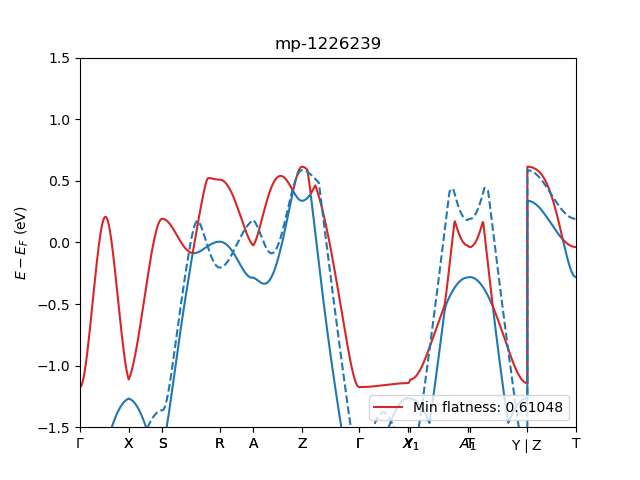 mp-1226239
E − E_F (eV)
1.5
1.0
0.5
0.0
−0.5
−1.0
−1.5
Min flatness: 0.61048
Γ X S R A Z Γ X₁ Y A₁ T Y | Z T